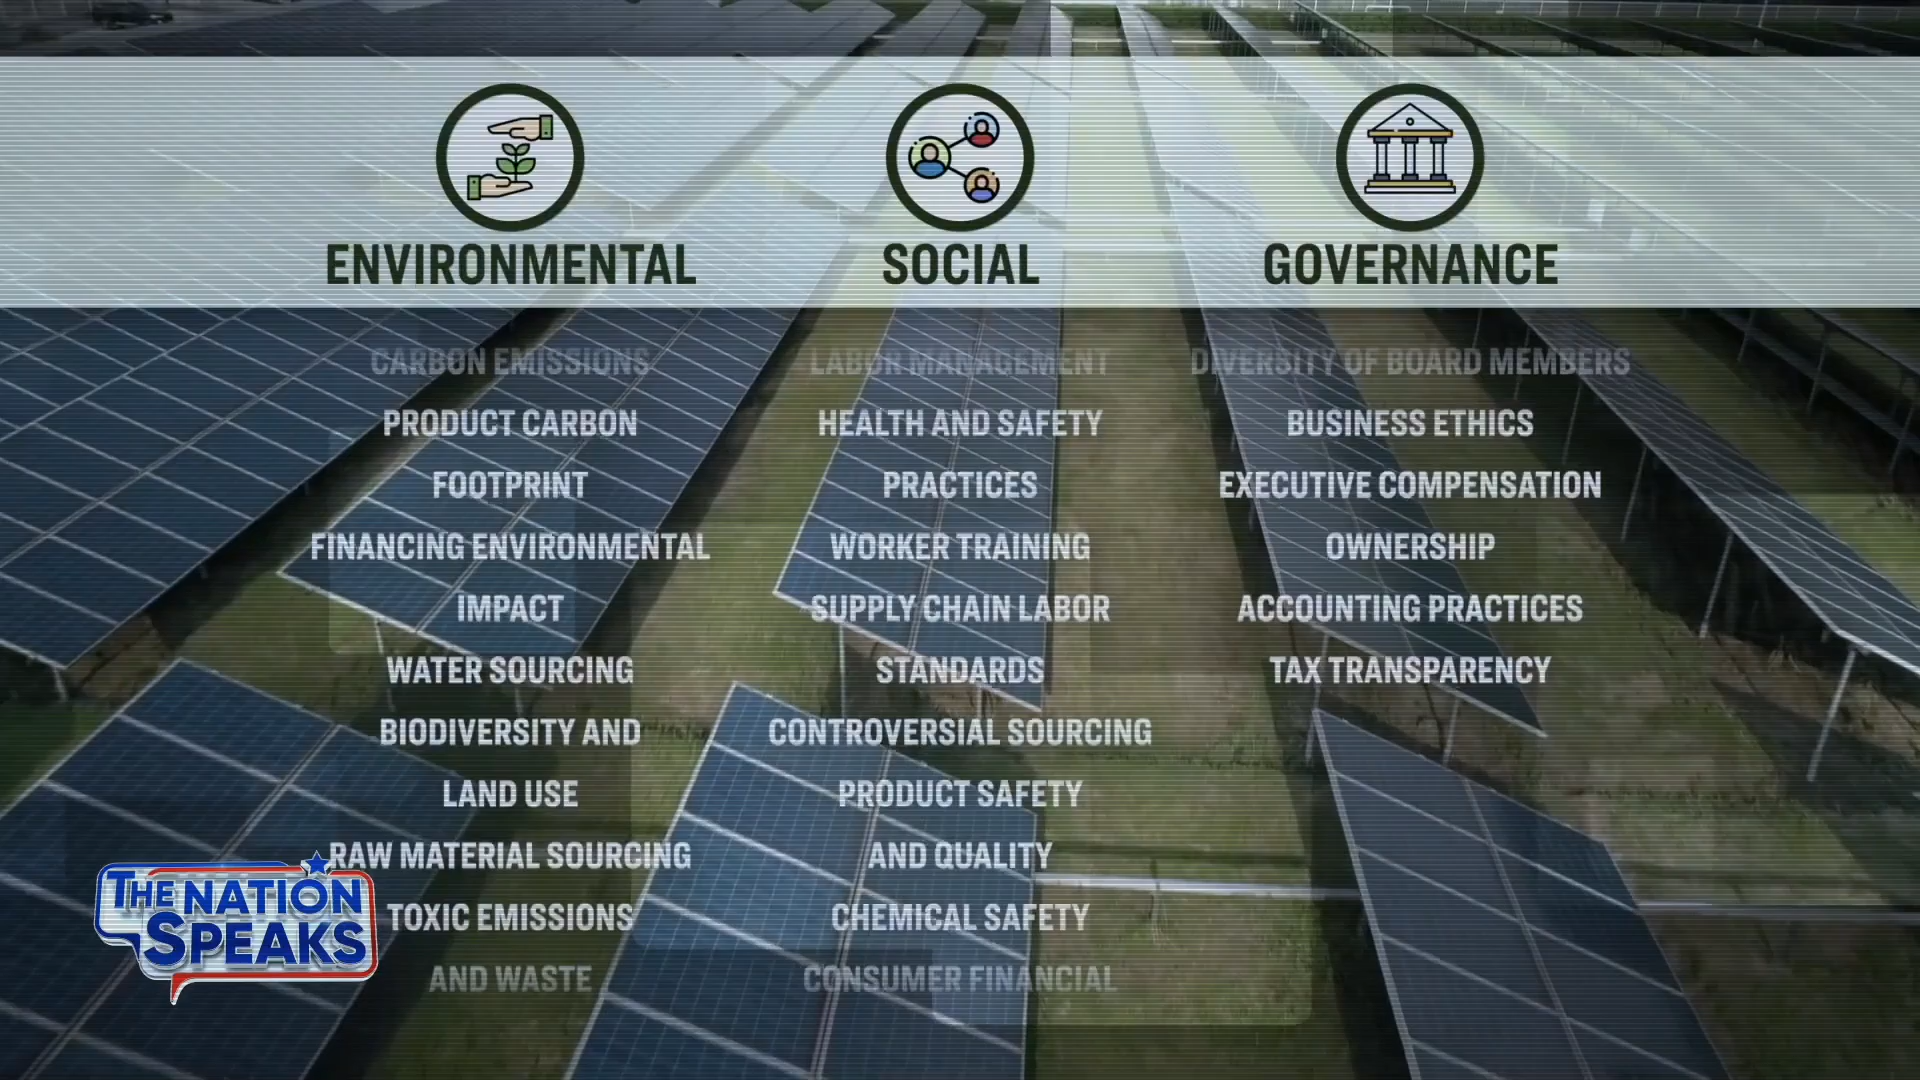 ENVIRONMENTAL
CARBON EMISSIONS
PRODUCT CARBON
FOOTPRINT
FINANCING ENVIRONMENTAL
IMPACT
WATER SOURCING
BIODIVERSITY AND
LAND USE
RAW MATERIAL SOURCING
TOXIC EMISSIONS
AND WASTE
SOCIAL
LABOR MANAGEMENT
HEALTH AND SAFETY
PRACTICES
WORKER TRAINING
SUPPLY CHAIN LABOR
STANDARDS
CONTROVERSIAL SOURCING
PRODUCT SAFETY
AND QUALITY
CHEMICAL SAFETY
CONSUMER FINANCIAL
GOVERNANCE
DIVERSITY OF BOARD MEMBERS
BUSINESS ETHICS
EXECUTIVE COMPENSATION
OWNERSHIP
ACCOUNTING PRACTICES
TAX TRANSPARENCY
THE NATION
SPEAKS